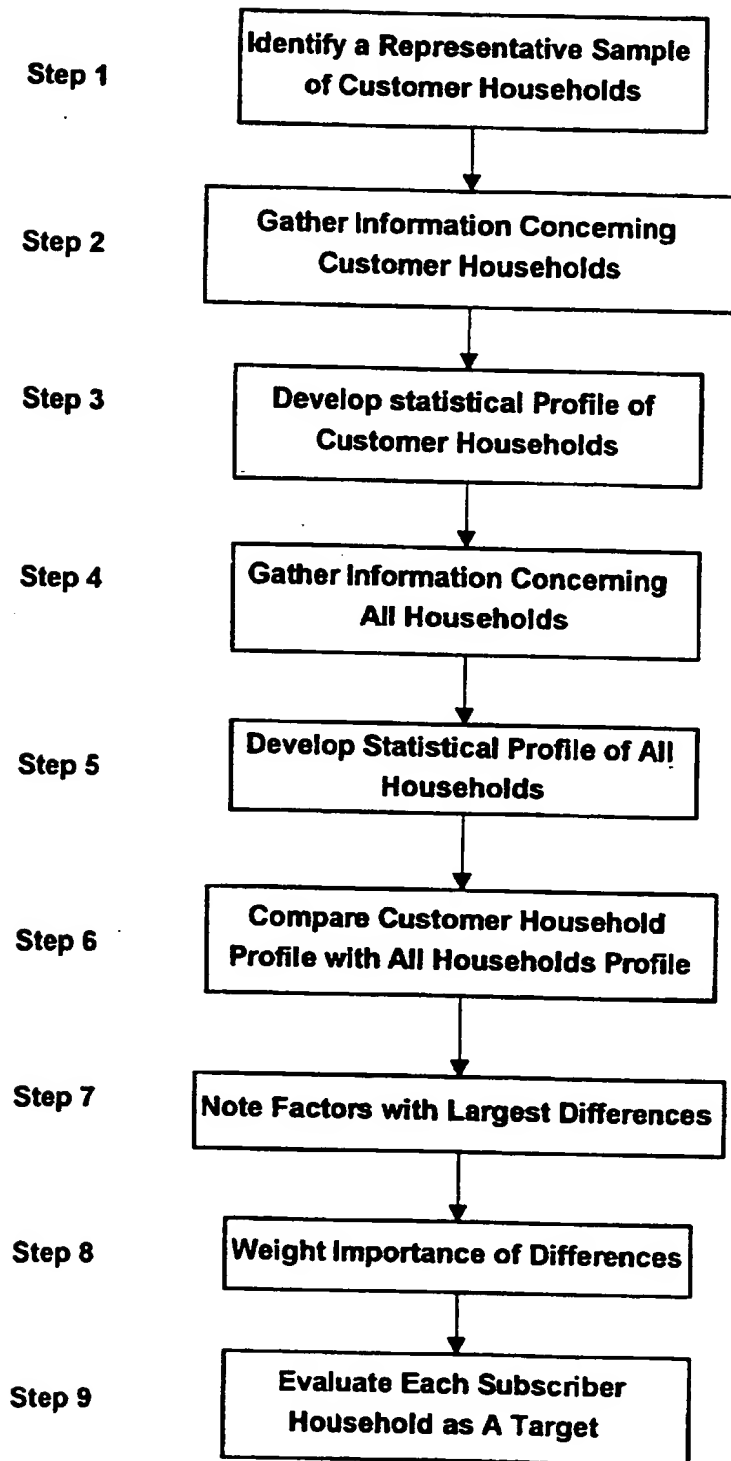 Step 1
Identify a Representative Sample
of Customer Households
Step 2
Gather Information Concerning
Customer Households
Step 3
Develop statistical Profile of
Customer Households
Step 4
Gather Information Concerning
All Households
Step 5
Develop Statistical Profile of All
Households
Step 6
Compare Customer Household
Profile with All Households Profile
Step 7
Note Factors with Largest Differences
Step 8
Weight Importance of Differences
Step 9
Evaluate Each Subscriber
Household as A Target